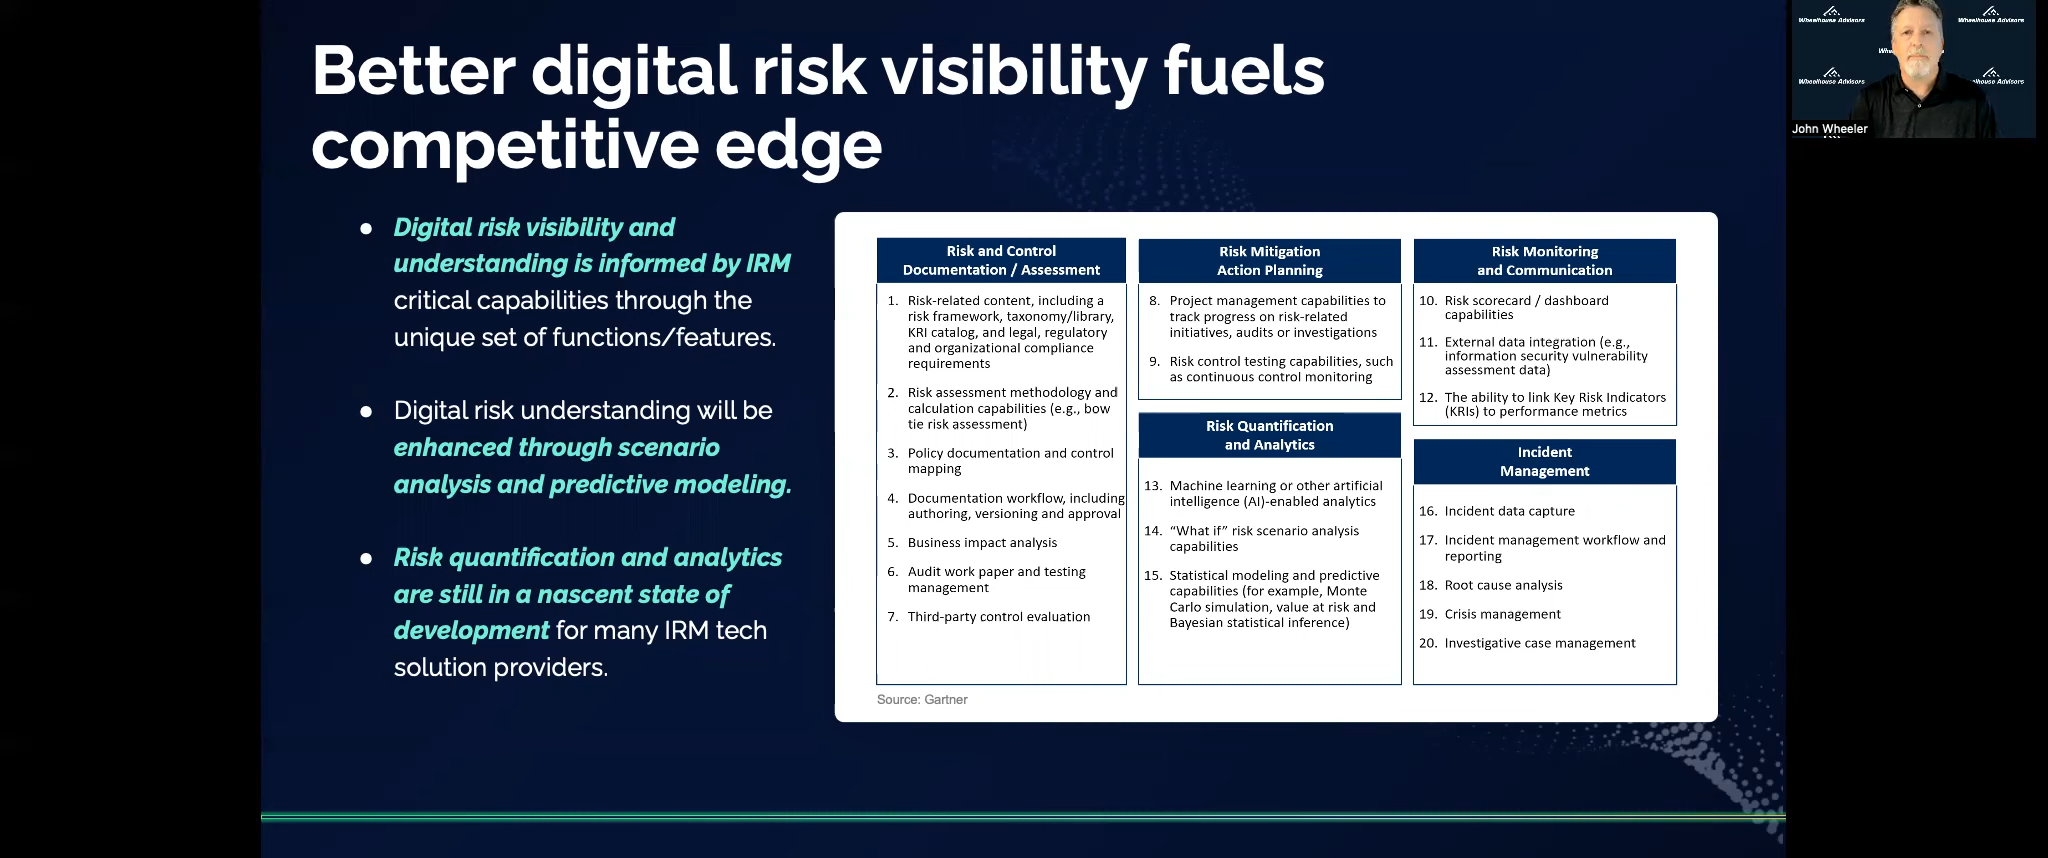 Better digital risk visibility fuels
competitive edge
● Digital risk visibility and
understanding is informed by IRM
critical capabilities through the
unique set of functions/features.
● Digital risk understanding will be
enhanced through scenario
analysis and predictive modeling.
● Risk quantification and analytics
are still in a nascent state of
development for many IRM tech
solution providers.
Risk and Control
Documentation / Assessment
1. Risk-related content, including a
risk framework, taxonomy/library,
KRI catalog, and legal, regulatory
and organizational compliance
requirements
2. Risk assessment methodology and
calculation capabilities (e.g., bow
tie risk assessment)
3. Policy documentation and control
mapping
4. Documentation workflow, including
authoring, versioning and approval
5. Business impact analysis
6. Audit work paper and testing
management
7. Third-party control evaluation
Risk Mitigation
Action Planning
8. Project management capabilities to
track progress on risk-related
initiatives, audits or investigations
9. Risk control testing capabilities, such
as continuous control monitoring
Risk Monitoring
and Communication
10. Risk scorecard / dashboard
capabilities
11. External data integration (e.g.,
information security vulnerability
assessment data)
12. The ability to link Key Risk Indicators
(KRIs) to performance metrics
Risk Quantification
and Analytics
13. Machine learning or other artificial
intelligence (AI)-enabled analytics
14. “What if” risk scenario analysis
capabilities
15. Statistical modeling and predictive
capabilities (for example, Monte
Carlo simulation, value at risk and
Bayesian statistical inference)
Incident
Management
16. Incident data capture
17. Incident management workflow and
reporting
18. Root cause analysis
19. Crisis management
20. Investigative case management
Source: Gartner
Wheelhouse Advisors
Wheelhouse Advisors
Wheelhouse Advisors
John Wheeler